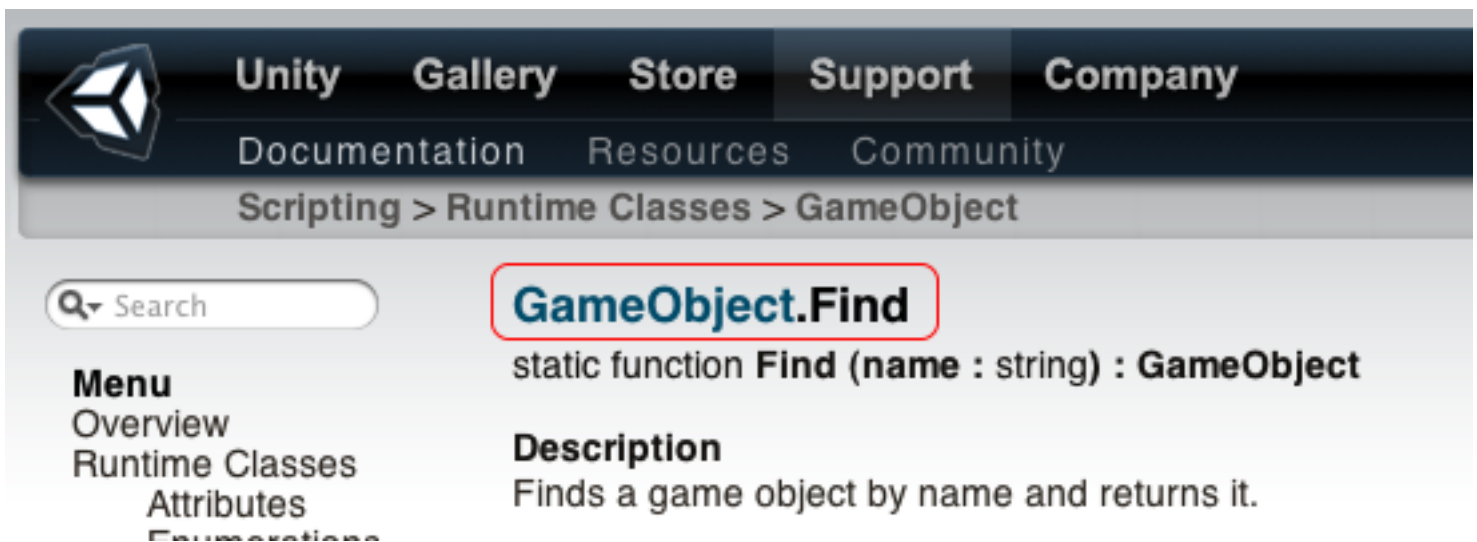 Unity Gallery Store Support Company
Documentation Resources Community
Scripting > Runtime Classes > GameObject
Search
GameObject.Find
static function Find (name : string) : GameObject
Menu
Overview
Runtime Classes
Attributes
Enumerations
Description
Finds a game object by name and returns it.